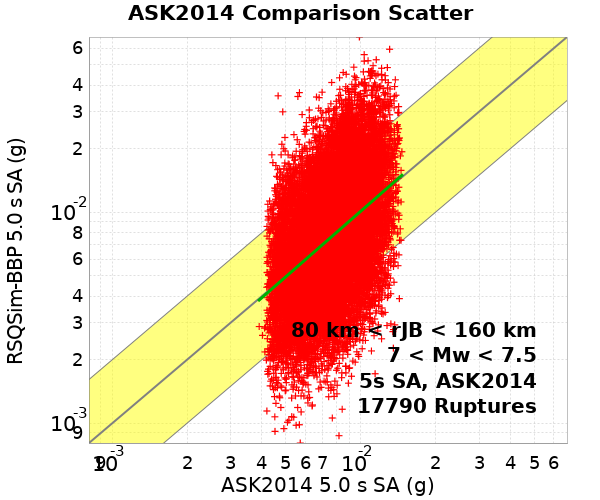 ASK2014 Comparison Scatter
RSQSim-BBP 5.0 s SA (g)
6
4
3
2
10-2
8
6
4
3
2
10-3
9
80 km < rJB < 160 km
7 < Mw < 7.5
5s SA, ASK2014
17790 Ruptures
9 10-3 2 3 4 5 6 7 10-2 2 3 4 5 6
ASK2014 5.0 s SA (g)